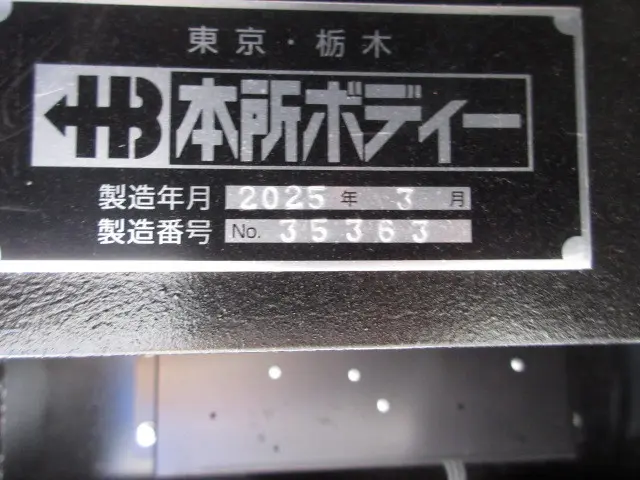 東京・栃木
HB 本所ボディー
製造年月 2025 年 3 月
製造番号 No. 35363